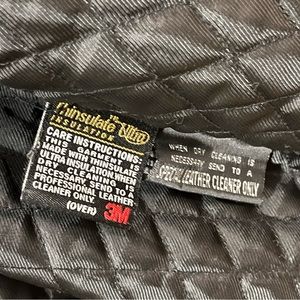 Thinsulate Ultra
INSULATION
CARE INSTRUCTIONS:
THIS JACKET IS
MADE WITH THINSULATE
ULTRA INSULATION. WHEN
DRY CLEANING IS
NECESSARY SEND TO A
PROFESSIONAL LEATHER
CLEANER ONLY.
(OVER) 3M
WHEN DRY CLEANING IS
NECESSARY SEND TO A
SPECIAL LEATHER CLEANER ONLY